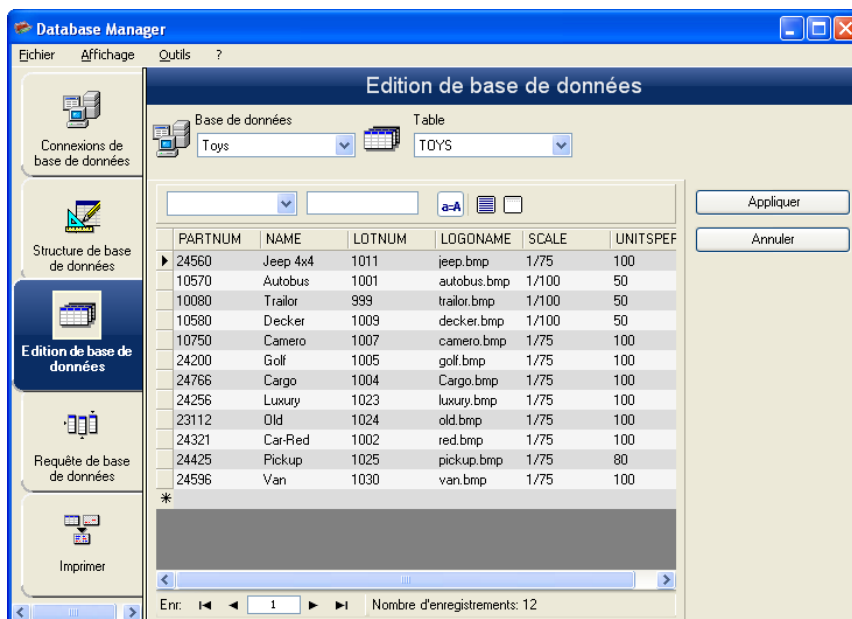 Database Manager
Fichier Affichage Outils ?
Edition de base de données
Connexions de
base de données
Structure de base
de données
Edition de base de
données
Requête de base
de données
Imprimer
Base de données
Toys
Table
TOYS
a=A
Appliquer
Annuler
PARTNUM NAME LOTNUM LOGONAME SCALE UNITSPER
24560 Jeep 4x4 1011 jeep.bmp 1/75 100
10570 Autobus 1001 autobus.bmp 1/100 50
10080 Trailor 999 trailor.bmp 1/100 50
10580 Decker 1009 decker.bmp 1/100 50
10750 Camero 1007 camero.bmp 1/75 100
24200 Golf 1005 golf.bmp 1/75 100
24766 Cargo 1004 Cargo.bmp 1/75 100
24256 Luxury 1023 luxury.bmp 1/75 100
23112 Old 1024 old.bmp 1/75 100
24321 Car-Red 1002 red.bmp 1/75 100
24425 Pickup 1025 pickup.bmp 1/75 80
24596 Van 1030 van.bmp 1/75 100
Enr: 1 Nombre d'enregistrements: 12